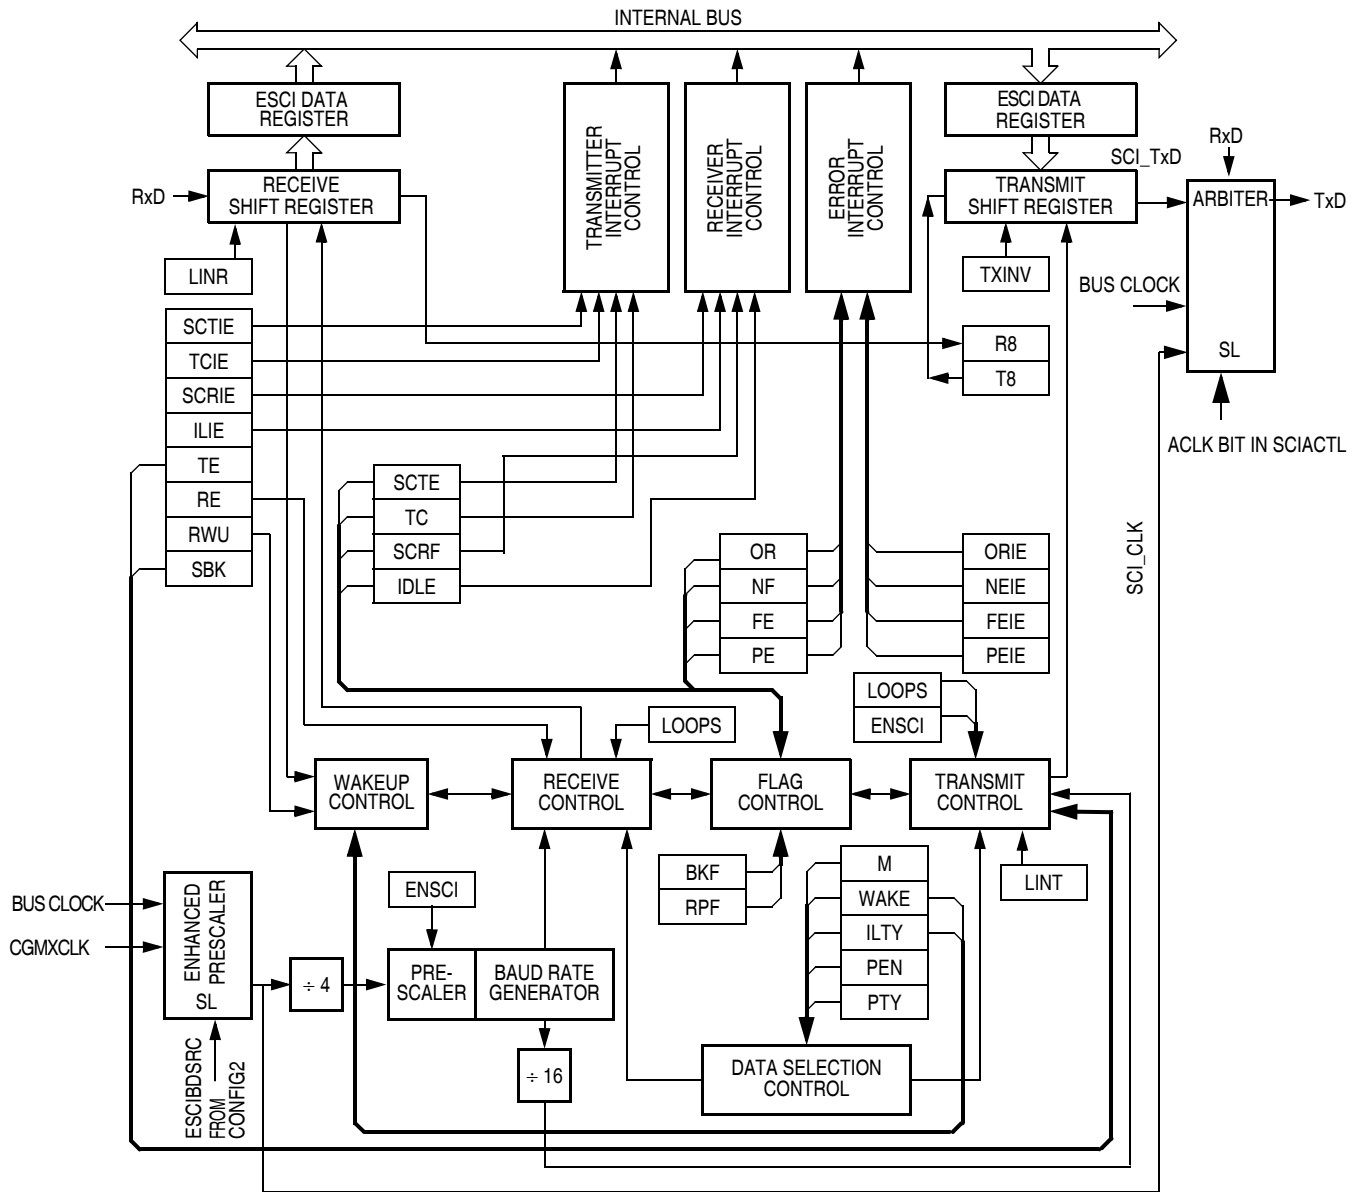 INTERNAL BUS
ESCI DATA
REGISTER
TRANSMITTER
INTERRUPT
CONTROL
RECEIVER
INTERRUPT
CONTROL
ERROR
INTERRUPT
CONTROL
ESCI DATA
REGISTER
RxD
RECEIVE
SHIFT REGISTER
SCI_TxD
TRANSMIT
SHIFT REGISTER
RxD
ARBITER
TxD
LINR
TXINV
BUS CLOCK
SL
ACLK BIT IN SCIACTL
SCTIE
TCIE
SCRIE
ILIE
TE
RE
RWU
SBK
R8
T8
SCTE
TC
SCRF
IDLE
OR
NF
FE
PE
ORIE
NEIE
FEIE
PEIE
SCI_CLK
LOOPS
LOOPS
ENSCI
WAKEUP
CONTROL
RECEIVE
CONTROL
FLAG
CONTROL
TRANSMIT
CONTROL
BKF
RPF
M
WAKE
ILTY
PEN
PTY
LINT
BUS CLOCK
CGMXCLK
ENHANCED
PRESCALER
SL
÷ 4
ENSCI
PRE-
SCALER
BAUD RATE
GENERATOR
÷ 16
DATA SELECTION
CONTROL
ESCIBDSRC
FROM
CONFIG2